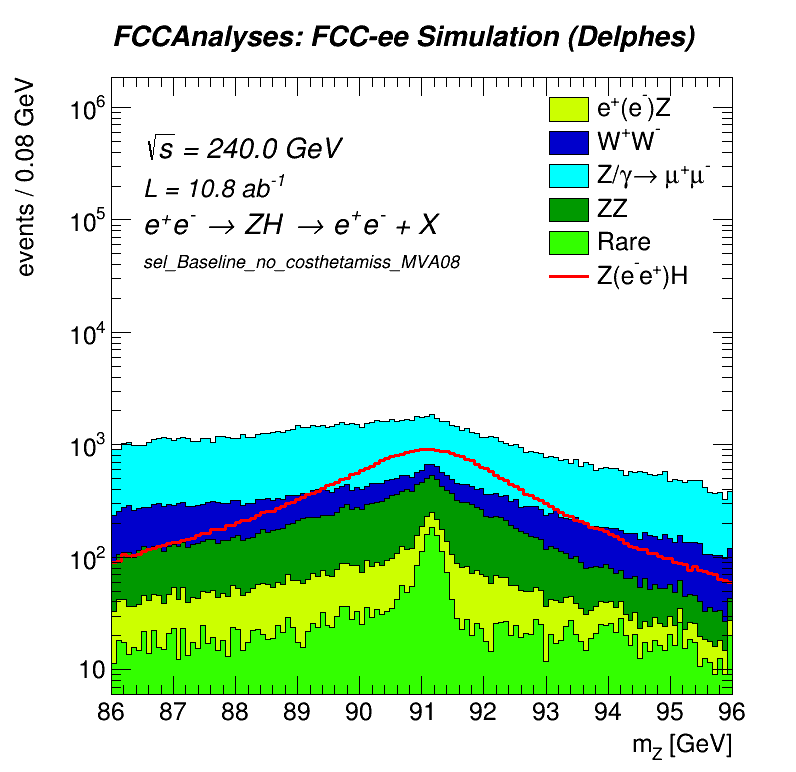 FCCAnalyses: FCC-ee Simulation (Delphes)
events / 0.08 GeV
√s = 240.0 GeV
L = 10.8 ab⁻¹
e⁺e⁻ → ZH → e⁺e⁻ + X
sel_Baseline_no_costhetamiss_MVA08
e⁺(e⁻)Z
W⁺W⁻
Z/γ→ μ⁺μ⁻
ZZ
Rare
Z(e⁻e⁺)H
10⁶
10⁵
10⁴
10³
10²
10
86 87 88 89 90 91 92 93 94 95 96
m_Z [GeV]